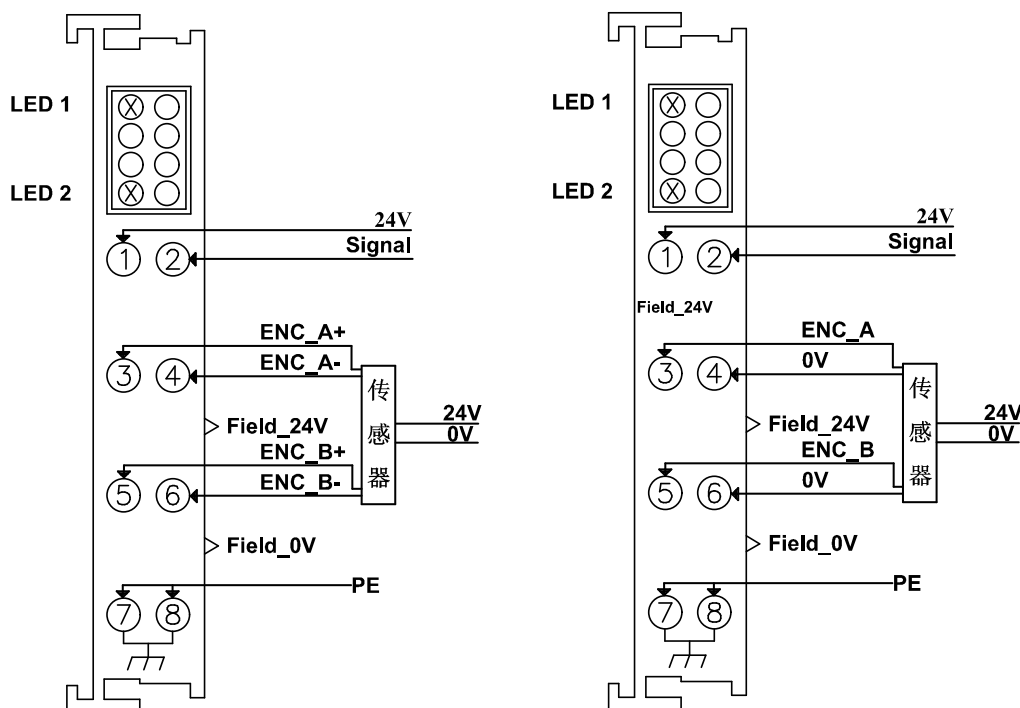 LED 1
LED 2
24V
Signal
1 2
ENC_A+
ENC_A-
3 4
传感器
24V
0V
Field_24V
ENC_B+
ENC_B-
5 6
Field_0V
PE
7 8
LED 1
LED 2
24V
Signal
1 2
Field_24V
ENC_A
0V
3 4
传感器
24V
0V
Field_24V
ENC_B
0V
5 6
Field_0V
PE
7 8